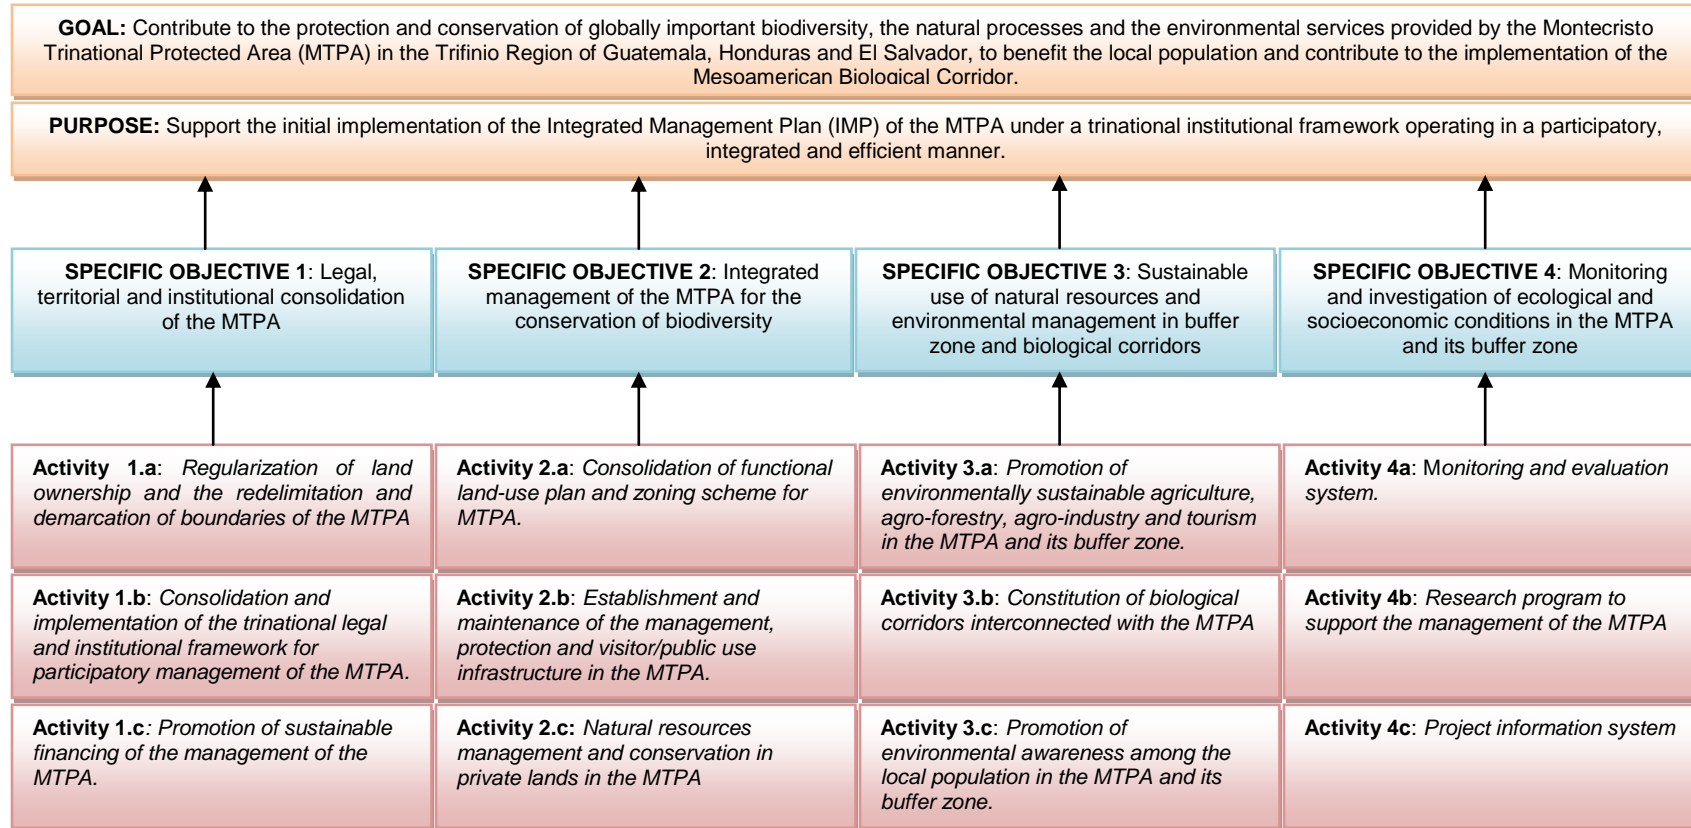 GOAL: Contribute to the protection and conservation of globally important biodiversity, the natural processes and the environmental services provided by the Montecristo
Trinational Protected Area (MTPA) in the Trifinio Region of Guatemala, Honduras and El Salvador, to benefit the local population and contribute to the implementation of the
Mesoamerican Biological Corridor.
PURPOSE: Support the initial implementation of the Integrated Management Plan (IMP) of the MTPA under a trinational institutional framework operating in a participatory,
integrated and efficient manner.
SPECIFIC OBJECTIVE 1: Legal,
territorial and institutional consolidation
of the MTPA
SPECIFIC OBJECTIVE 2: Integrated
management of the MTPA for the
conservation of biodiversity
SPECIFIC OBJECTIVE 3: Sustainable
use of natural resources and
environmental management in buffer
zone and biological corridors
SPECIFIC OBJECTIVE 4: Monitoring
and investigation of ecological and
socioeconomic conditions in the MTPA
and its buffer zone
Activity 1.a: Regularization of land
ownership and the redelimitation and
demarcation of boundaries of the MTPA
Activity 2.a: Consolidation of functional
land-use plan and zoning scheme for
MTPA.
Activity 3.a: Promotion of
environmentally sustainable agriculture,
agro-forestry, agro-industry and tourism
in the MTPA and its buffer zone.
Activity 4a: Monitoring and evaluation
system.
Activity 1.b: Consolidation and
implementation of the trinational legal
and institutional framework for
participatory management of the MTPA.
Activity 2.b: Establishment and
maintenance of the management,
protection and visitor/public use
infrastructure in the MTPA.
Activity 3.b: Constitution of biological
corridors interconnected with the MTPA
Activity 4b: Research program to
support the management of the MTPA
Activity 1.c: Promotion of sustainable
financing of the management of the
MTPA.
Activity 2.c: Natural resources
management and conservation in
private lands in the MTPA
Activity 3.c: Promotion of
environmental awareness among the
local population in the MTPA and its
buffer zone.
Activity 4c: Project information system